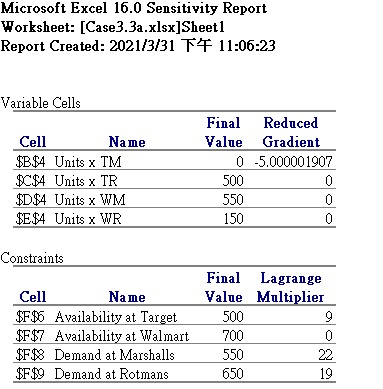 Microsoft Excel 16.0 Sensitivity Report
Worksheet: [Case3.3a.xlsx]Sheet1
Report Created: 2021/3/31 下午 11:06:23
Variable Cells
Final Reduced
Cell Name Value Gradient
$B$4 Units x TM 0 -5.000001907
$C$4 Units x TR 500 0
$D$4 Units x WM 550 0
$E$4 Units x WR 150 0
Constraints
Final Lagrange
Cell Name Value Multiplier
$F$6 Availability at Target 500 9
$F$7 Availability at Walmart 700 0
$F$8 Demand at Marshalls 550 22
$F$9 Demand at Rotmans 650 19